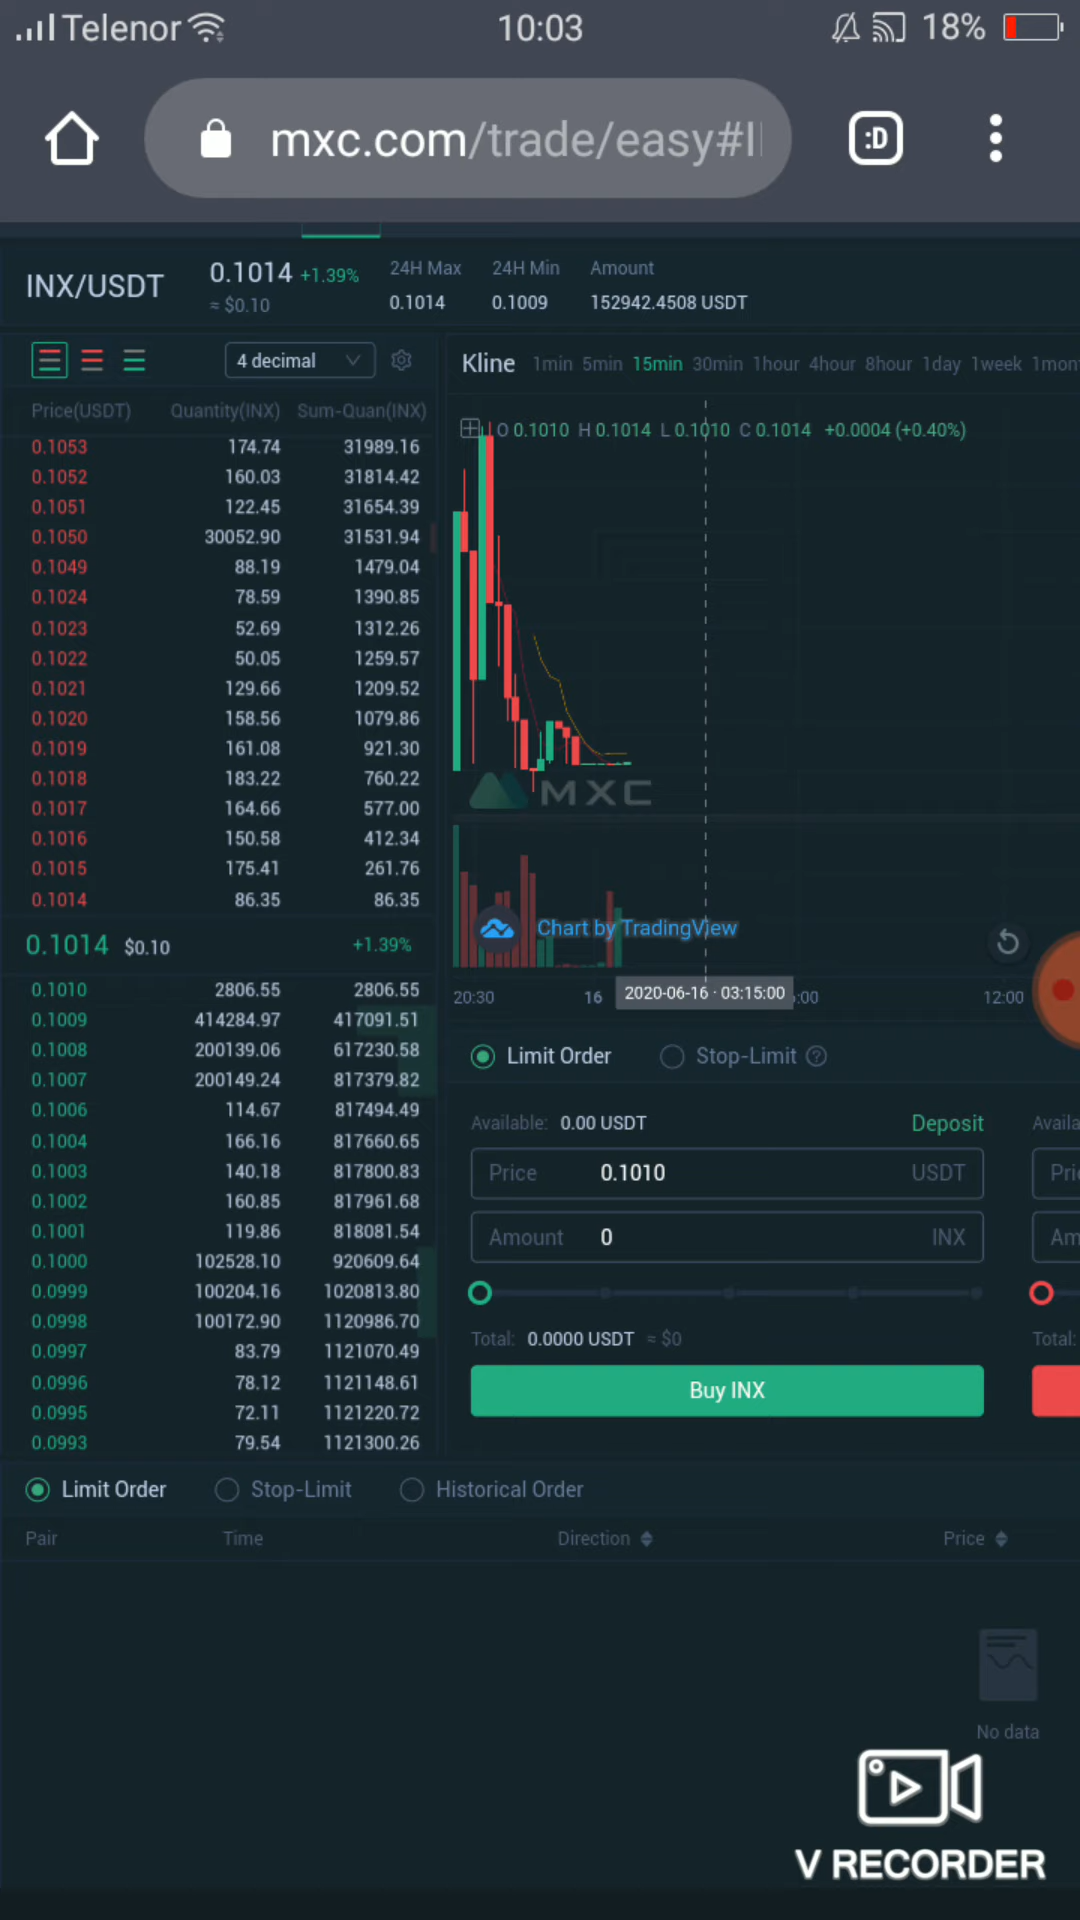 Telenor 10:03 18%
mxc.com/trade/easy#I
:D
INX/USDT 0.1014 +1.39% 24H Max 24H Min Amount
≈ $0.10 0.1014 0.1009 152942.4508 USDT
4 decimal
Kline 1min 5min 15min 30min 1hour 4hour 8hour 1day 1week 1mon
Price(USDT) Quantity(INX) Sum-Quan(INX)
O 0.1010 H 0.1014 L 0.1010 C 0.1014 +0.0004 (+0.40%)
0.1053 174.74 31989.16
0.1052 160.03 31814.42
0.1051 122.45 31654.39
0.1050 30052.90 31531.94
0.1049 88.19 1479.04
0.1024 78.59 1390.85
0.1023 52.69 1312.26
0.1022 50.05 1259.57
0.1021 129.66 1209.52
0.1020 158.56 1079.86
0.1019 161.08 921.30
0.1018 183.22 760.22
0.1017 164.66 577.00
0.1016 150.58 412.34
0.1015 175.41 261.76
0.1014 86.35 86.35
MXC
Chart by TradingView
0.1014 $0.10 +1.39%
20:30 16 2020-06-16 · 03:15:00 :00 12:00
0.1010 2806.55 2806.55
0.1009 414284.97 417091.51
0.1008 200139.06 617230.58
0.1007 200149.24 817379.82
0.1006 114.67 817494.49
0.1004 166.16 817660.65
0.1003 140.18 817800.83
0.1002 160.85 817961.68
0.1001 119.86 818081.54
0.1000 102528.10 920609.64
0.0999 100204.16 1020813.80
0.0998 100172.90 1120986.70
0.0997 83.79 1121070.49
0.0996 78.12 1121148.61
0.0995 72.11 1121220.72
0.0993 79.54 1121300.26
Limit Order Stop-Limit ?
Available: 0.00 USDT Deposit Availa
Price 0.1010 USDT Pri
Amount 0 INX Am
Total: 0.0000 USDT ≈ $0 Total:
Buy INX
Limit Order Stop-Limit Historical Order
Pair Time Direction Price
No data
V RECORDER